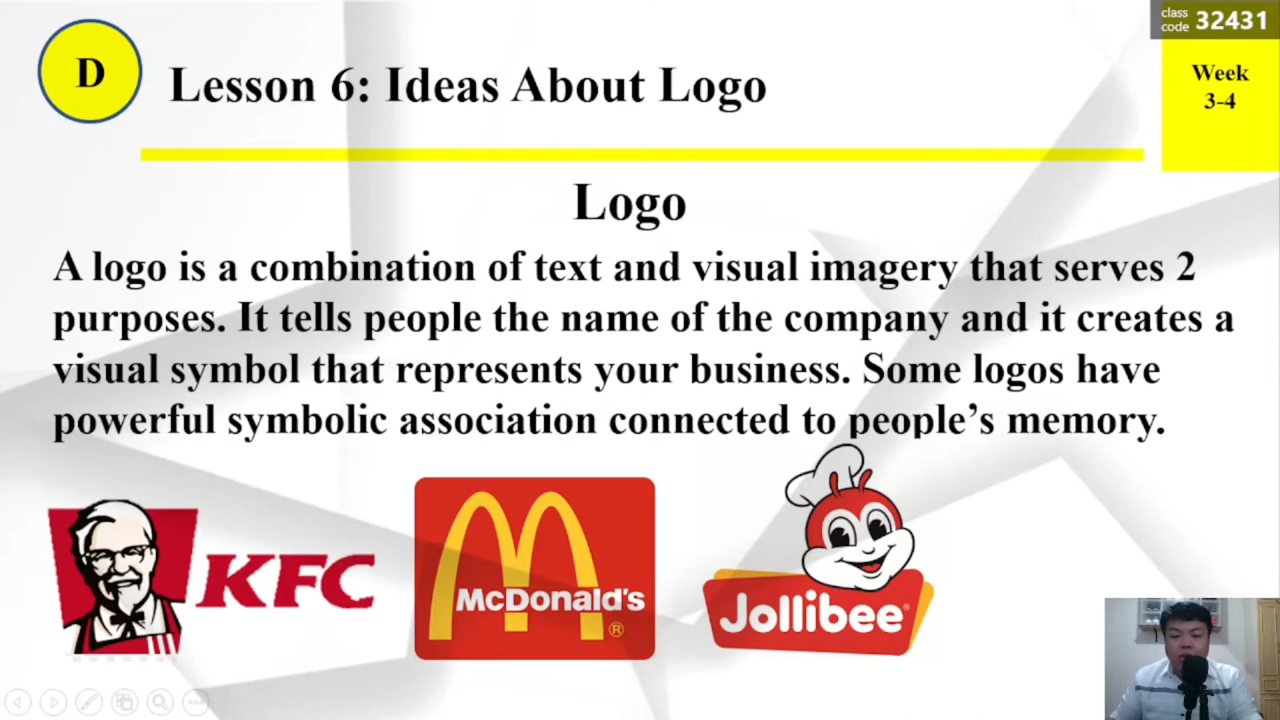 class
code 32431
D
Lesson 6: Ideas About Logo
Week
3-4
Logo
A logo is a combination of text and visual imagery that serves 2
purposes. It tells people the name of the company and it creates a
visual symbol that represents your business. Some logos have
powerful symbolic association connected to people’s memory.
KFC
McDonald's
®
Jollibee®